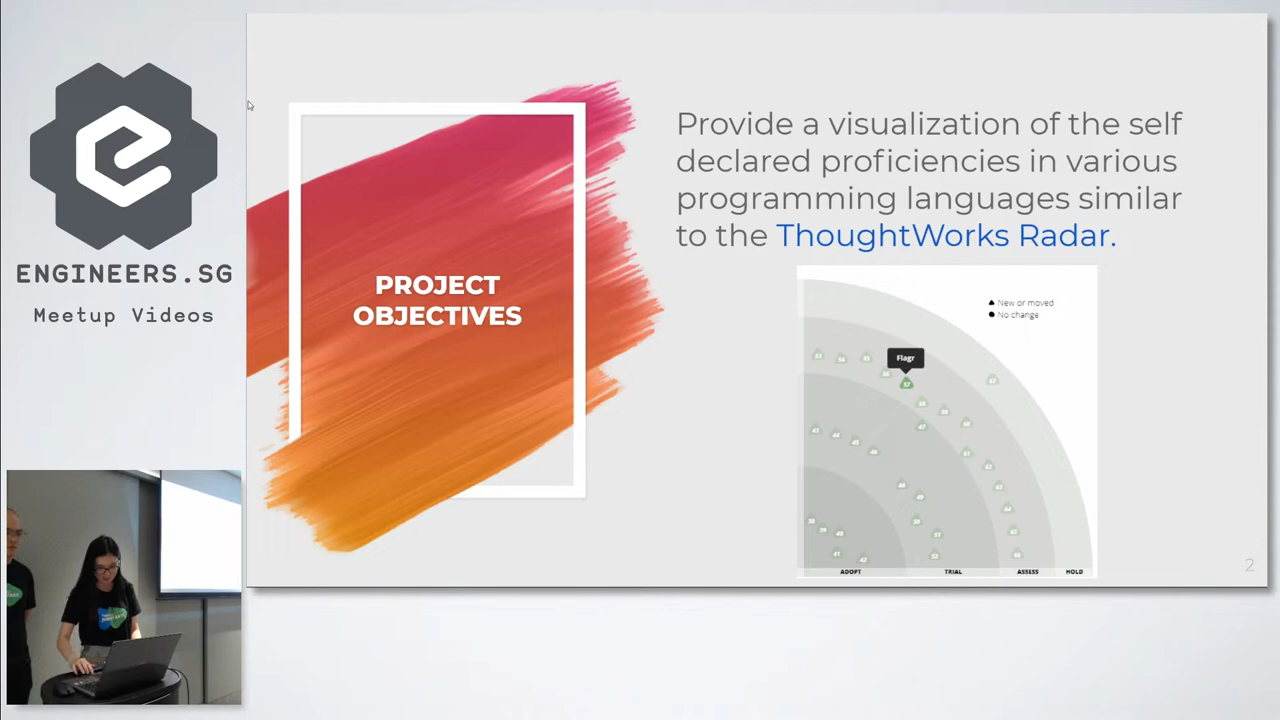 ENGINEERS.SG
Meetup Videos
PROJECT
OBJECTIVES
Provide a visualization of the self
declared proficiencies in various
programming languages similar
to the ThoughtWorks Radar.
New or moved
No change
Flagr
57
ADOPT
TRIAL
ASSESS
HOLD
2